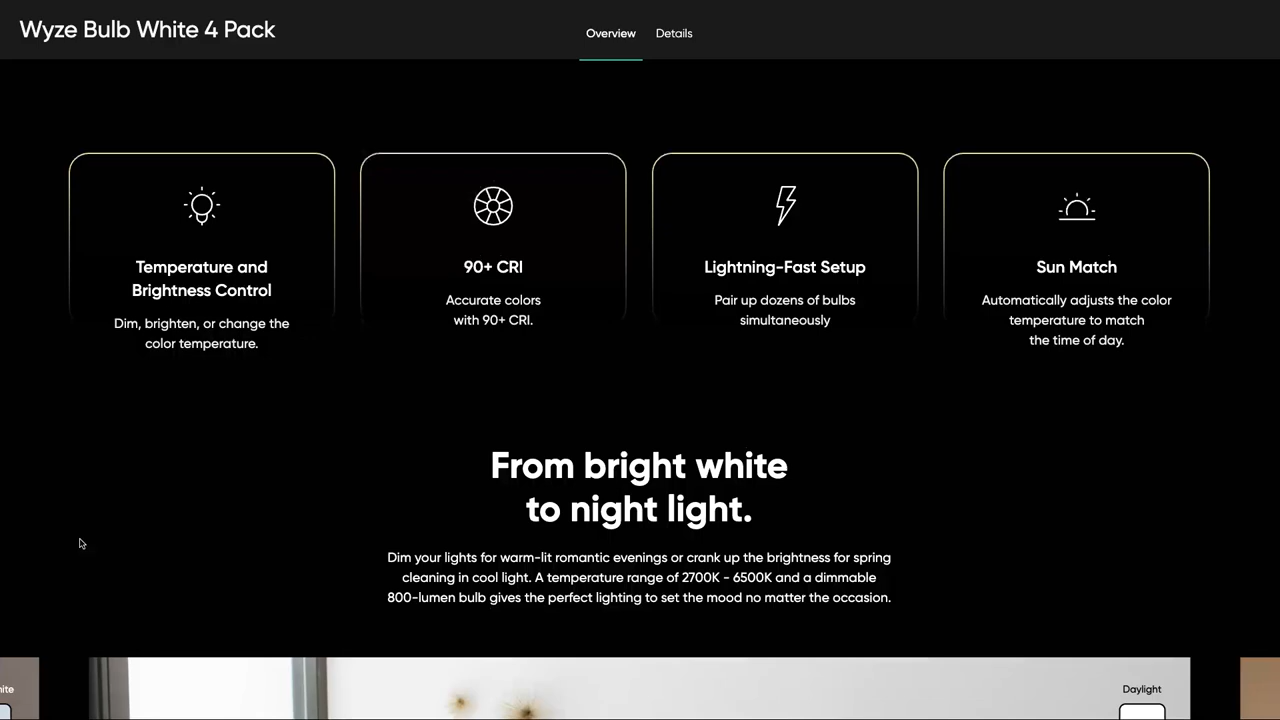 Wyze Bulb White 4 Pack
Overview
Details
Temperature and
Brightness Control
Dim, brighten, or change the
color temperature.
90+ CRI
Accurate colors
with 90+ CRI.
Lightning-Fast Setup
Pair up dozens of bulbs
simultaneously
Sun Match
Automatically adjusts the color
temperature to match
the time of day.
From bright white
to night light.
Dim your lights for warm-lit romantic evenings or crank up the brightness for spring
cleaning in cool light. A temperature range of 2700K - 6500K and a dimmable
800-lumen bulb gives the perfect lighting to set the mood no matter the occasion.
Daylight